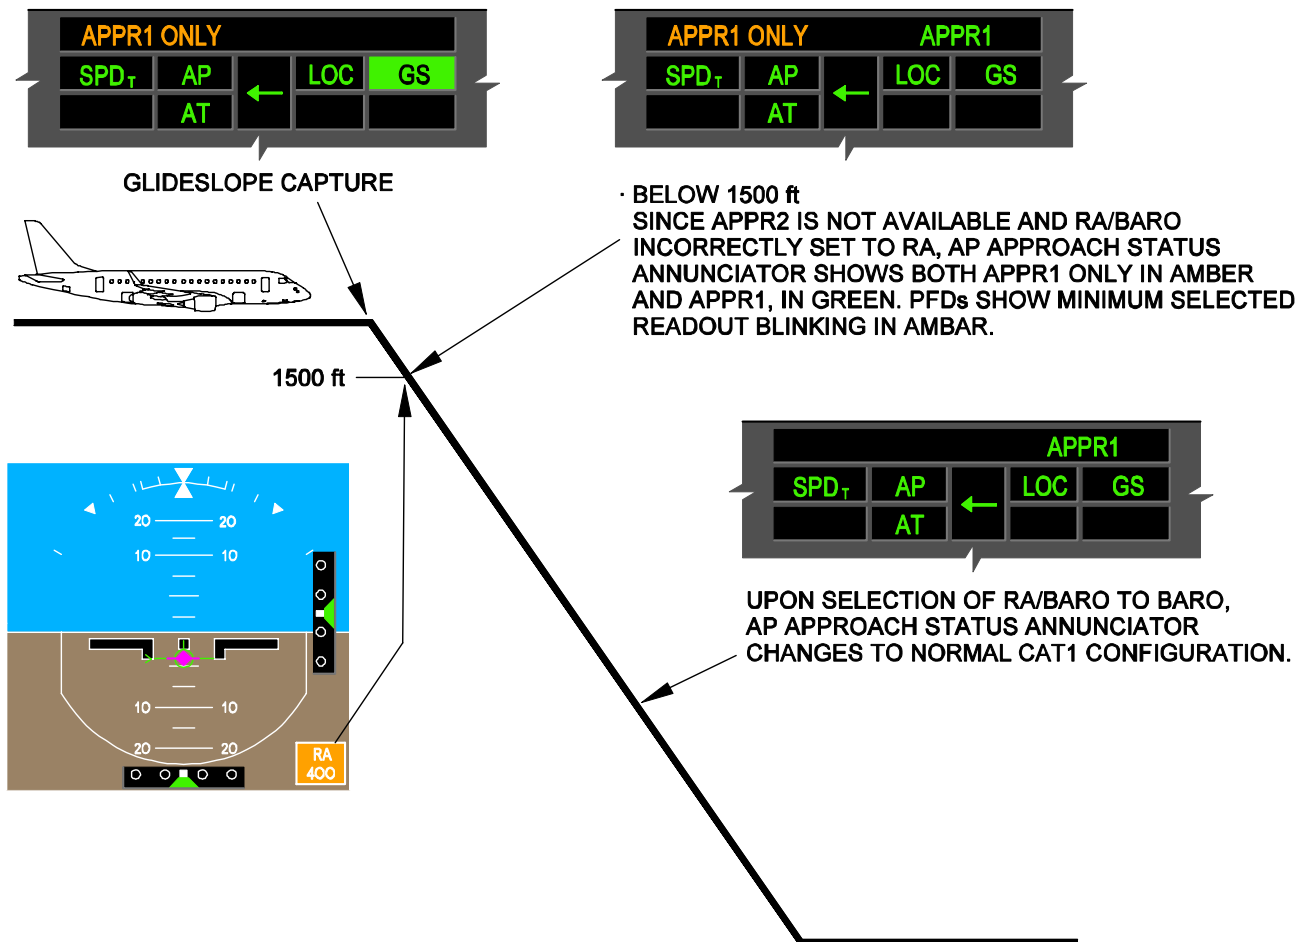 APPR1 ONLY
SPDT AP LOC GS
AT
GLIDESLOPE CAPTURE
APPR1 ONLY APPR1
SPDT AP LOC GS
AT
· BELOW 1500 ft
SINCE APPR2 IS NOT AVAILABLE AND RA/BARO
INCORRECTLY SET TO RA, AP APPROACH STATUS
ANNUNCIATOR SHOWS BOTH APPR1 ONLY IN AMBER
AND APPR1, IN GREEN. PFDs SHOW MINIMUM SELECTED
READOUT BLINKING IN AMBAR.
1500 ft
APPR1
SPDT AP LOC GS
AT
UPON SELECTION OF RA/BARO TO BARO,
AP APPROACH STATUS ANNUNCIATOR
CHANGES TO NORMAL CAT1 CONFIGURATION.
20 20
10 10
10 10
20 20
RA
400